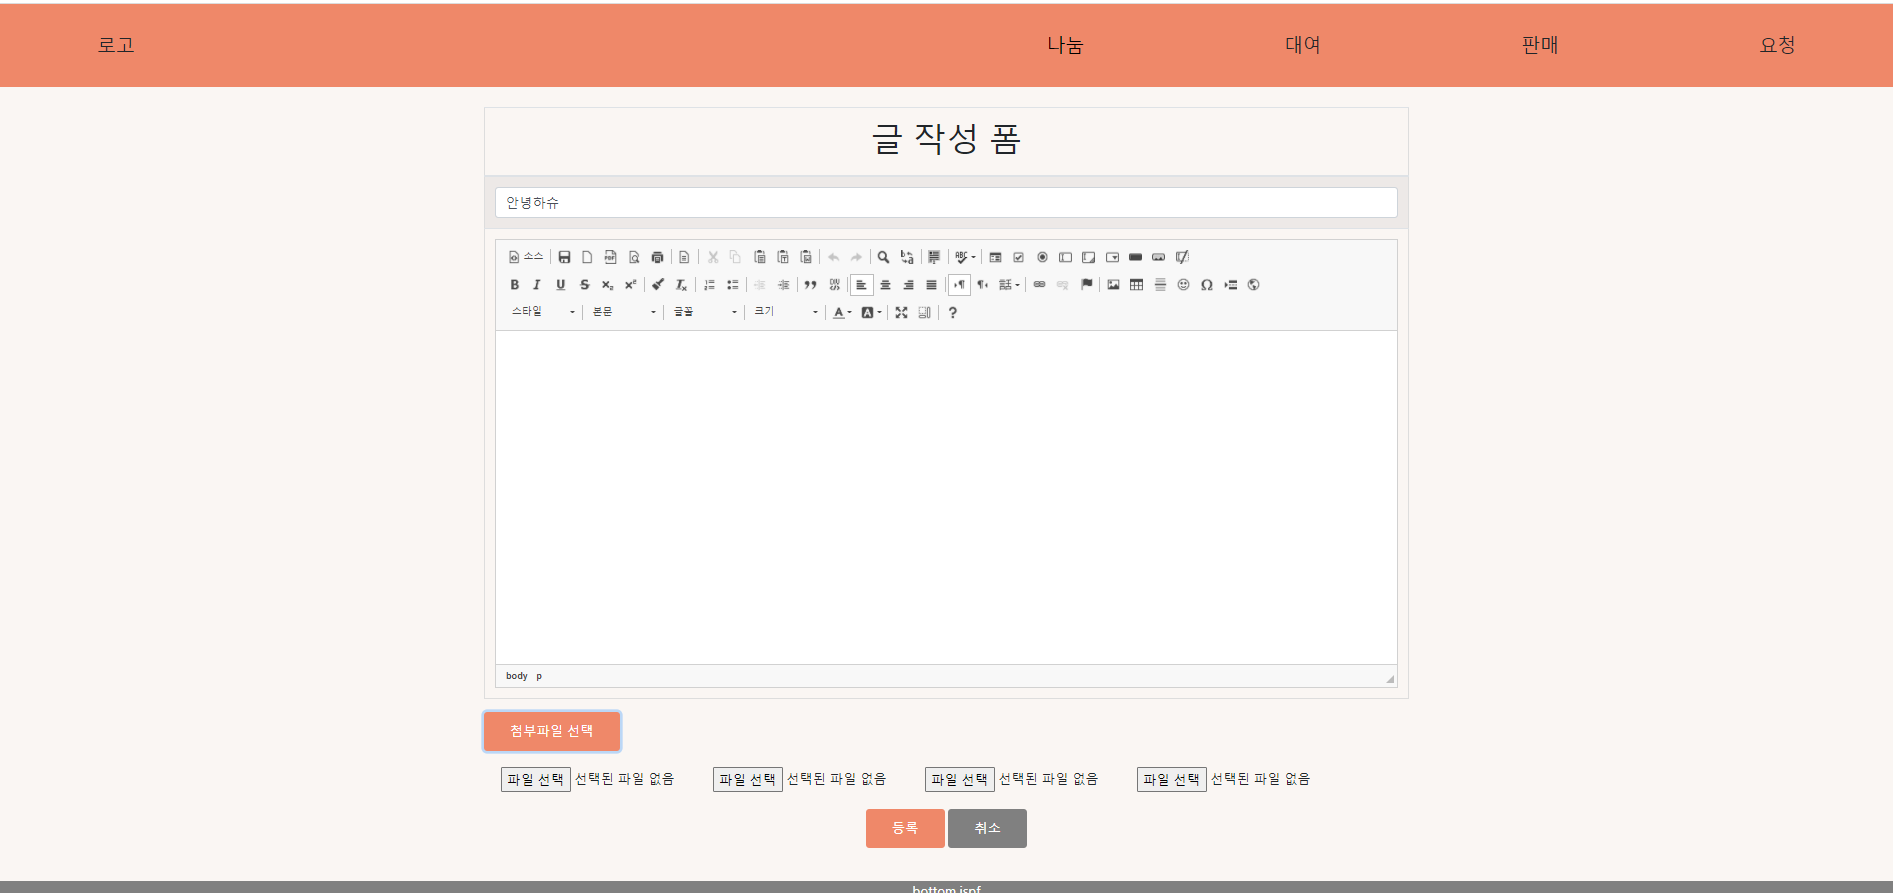 로고 나눔 대여 판매 요청
글 작성 폼
안녕하슈
소스
스타일 본문 글꼴 크기
body p
첨부파일 선택
파일 선택 선택된 파일 없음 파일 선택 선택된 파일 없음 파일 선택 선택된 파일 없음 파일 선택 선택된 파일 없음
등록 취소
bottom.jspf